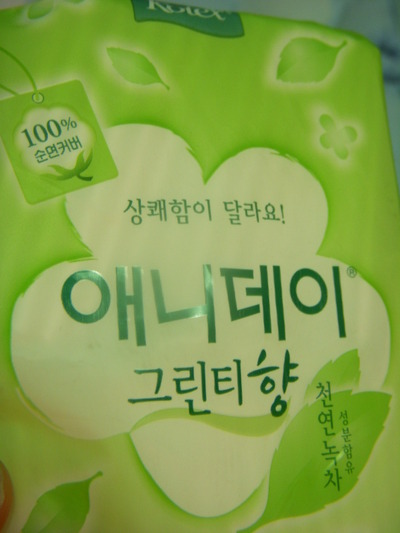 Kotex®
100%
순면커버
상쾌함이 달라요!
애니데이®
그린티향
천연녹차
성분함유